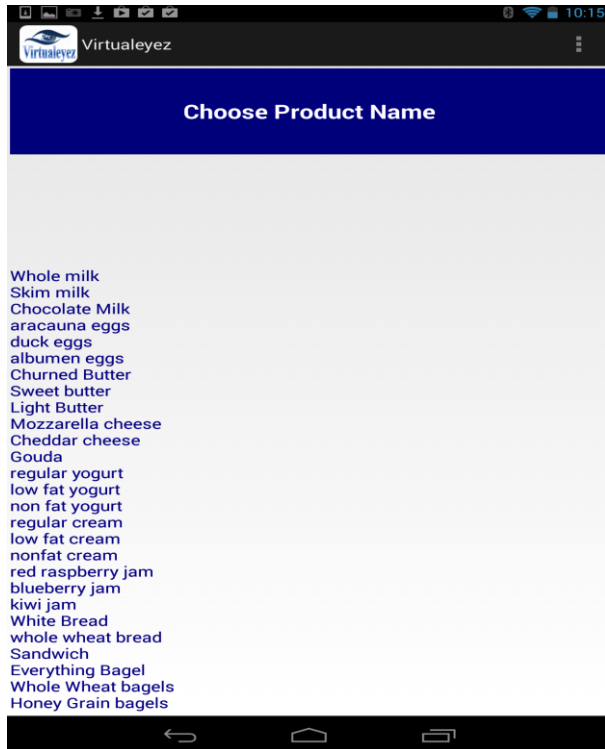 10:15
Virtualeyez
Virtualeyez
Choose Product Name
Whole milk
Skim milk
Chocolate Milk
aracauna eggs
duck eggs
albumen eggs
Churned Butter
Sweet butter
Light Butter
Mozzarella cheese
Cheddar cheese
Gouda
regular yogurt
low fat yogurt
non fat yogurt
regular cream
low fat cream
nonfat cream
red raspberry jam
blueberry jam
kiwi jam
White Bread
whole wheat bread
Sandwich
Everything Bagel
Whole Wheat bagels
Honey Grain bagels